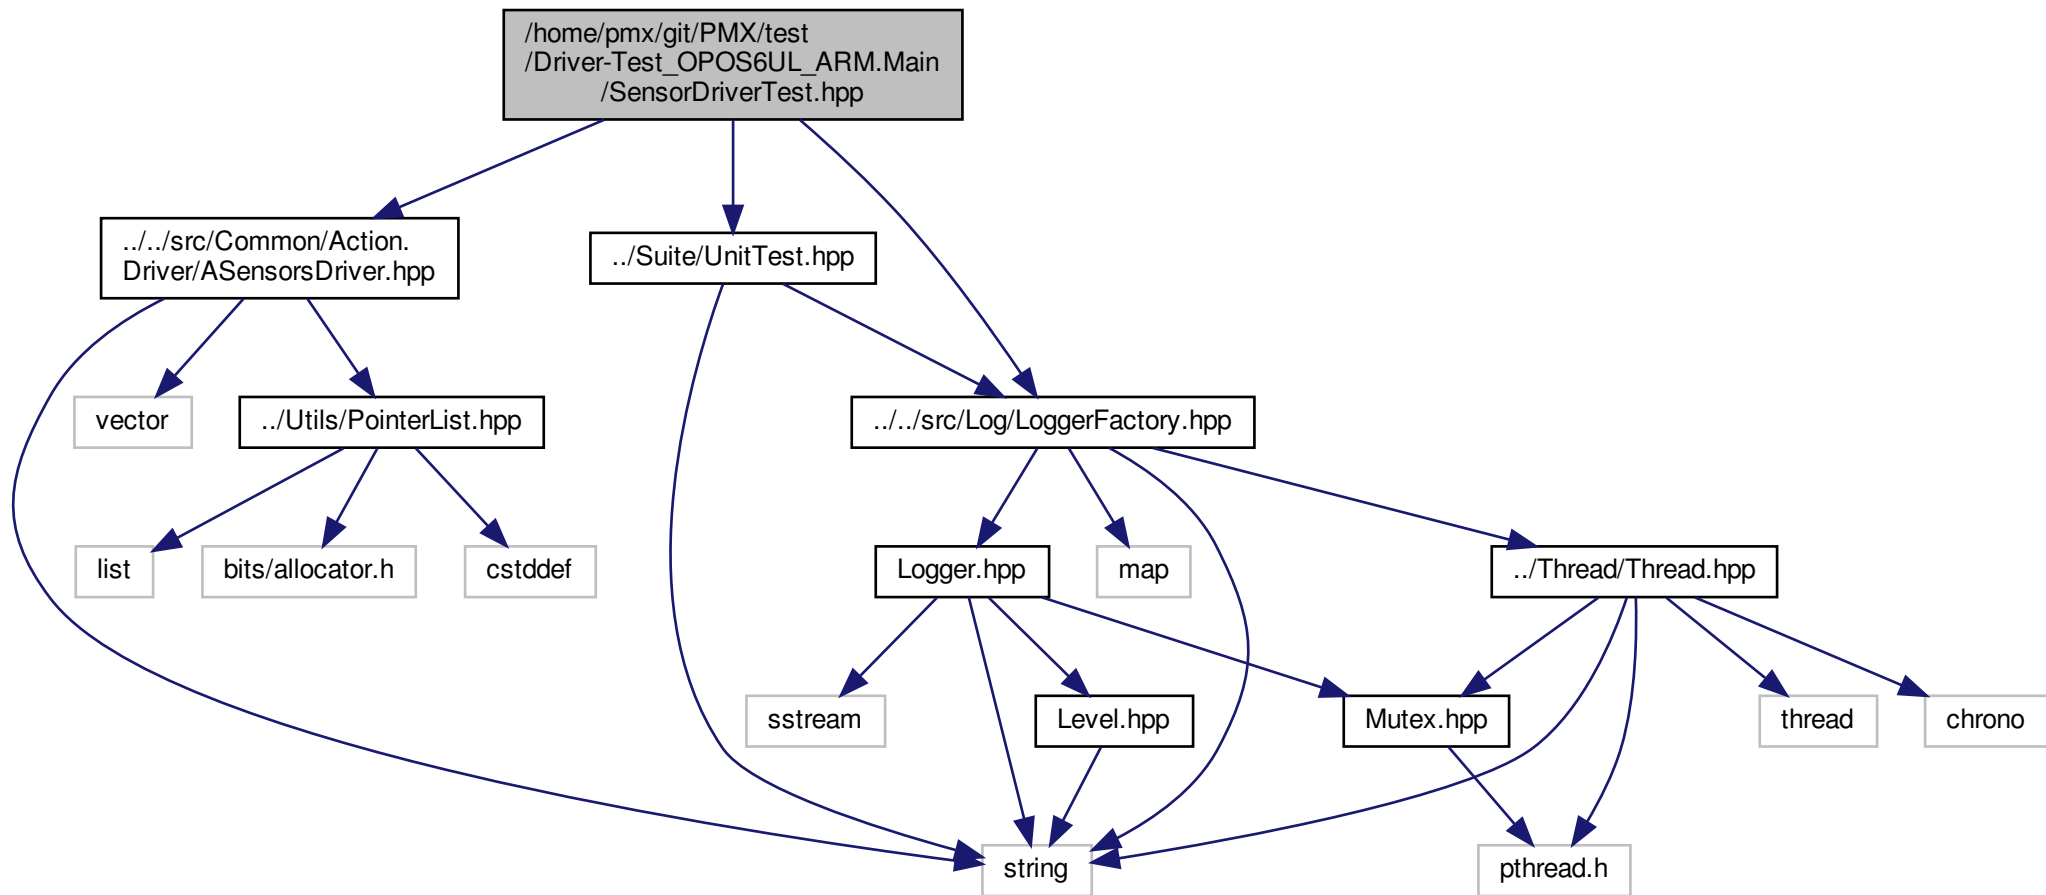 /home/pmx/git/PMX/test
/Driver-Test_OPOS6UL_ARM.Main
/SensorDriverTest.hpp
../../src/Common/Action.
Driver/ASensorsDriver.hpp
../Suite/UnitTest.hpp
vector
../Utils/PointerList.hpp
../../src/Log/LoggerFactory.hpp
list
bits/allocator.h
cstddef
Logger.hpp
map
../Thread/Thread.hpp
sstream
Level.hpp
Mutex.hpp
thread
chrono
string
pthread.h